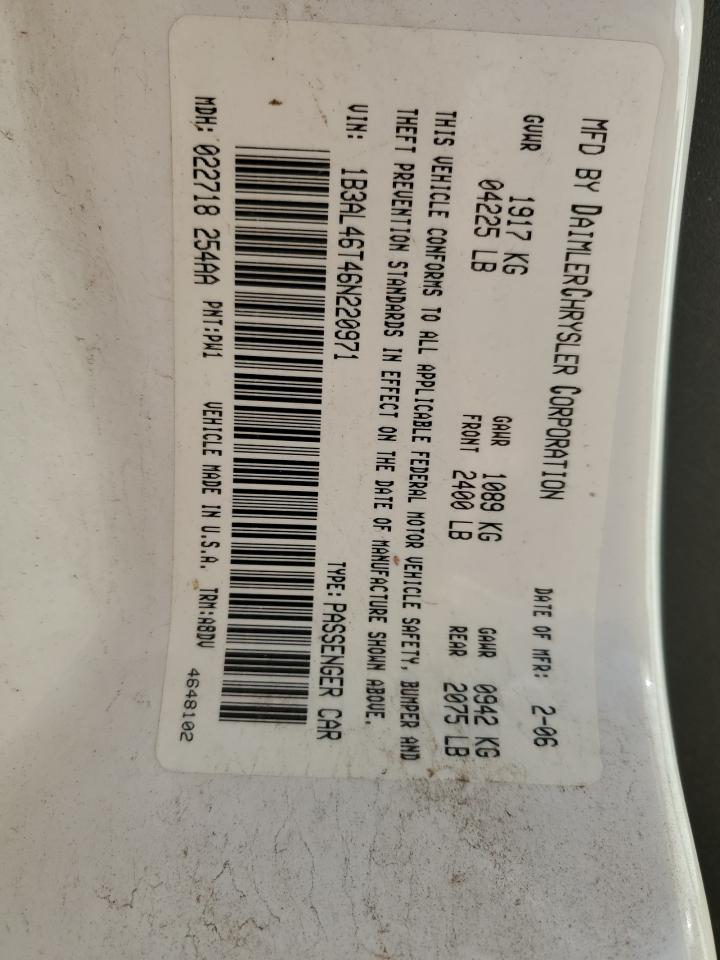 MFD BY DAIMLERCHRYSLER CORPORATION
DATE OF MFR: 2-06
GVWR 1917 KG
04225 LB
GAWR 1089 KG
FRONT 2400 LB
GAWR 0942 KG
REAR 2075 LB
THIS VEHICLE CONFORMS TO ALL APPLICABLE FEDERAL MOTOR VEHICLE SAFETY, BUMPER AND
THEFT PREVENTION STANDARDS IN EFFECT ON THE DATE OF MANUFACTURE SHOWN ABOVE.
VIN: 1B3AL46T46N220971 TYPE: PASSENGER CAR
MDH: 022718 254AA PNT:PW1 VEHICLE MADE IN U.S.A. TRM:A8DV 4648102